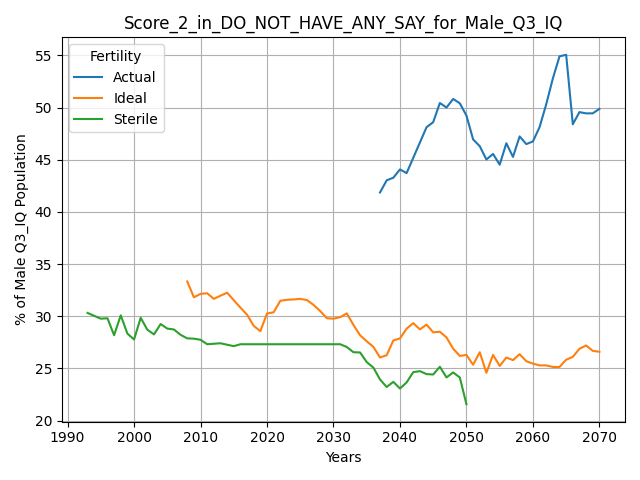 Score_2_in_DO_NOT_HAVE_ANY_SAY_for_Male_Q3_IQ
Fertility
Actual
Ideal
Sterile
% of Male Q3_IQ Population
55
50
45
40
35
30
25
20
1990
2000
2010
2020
2030
2040
2050
2060
2070
Years